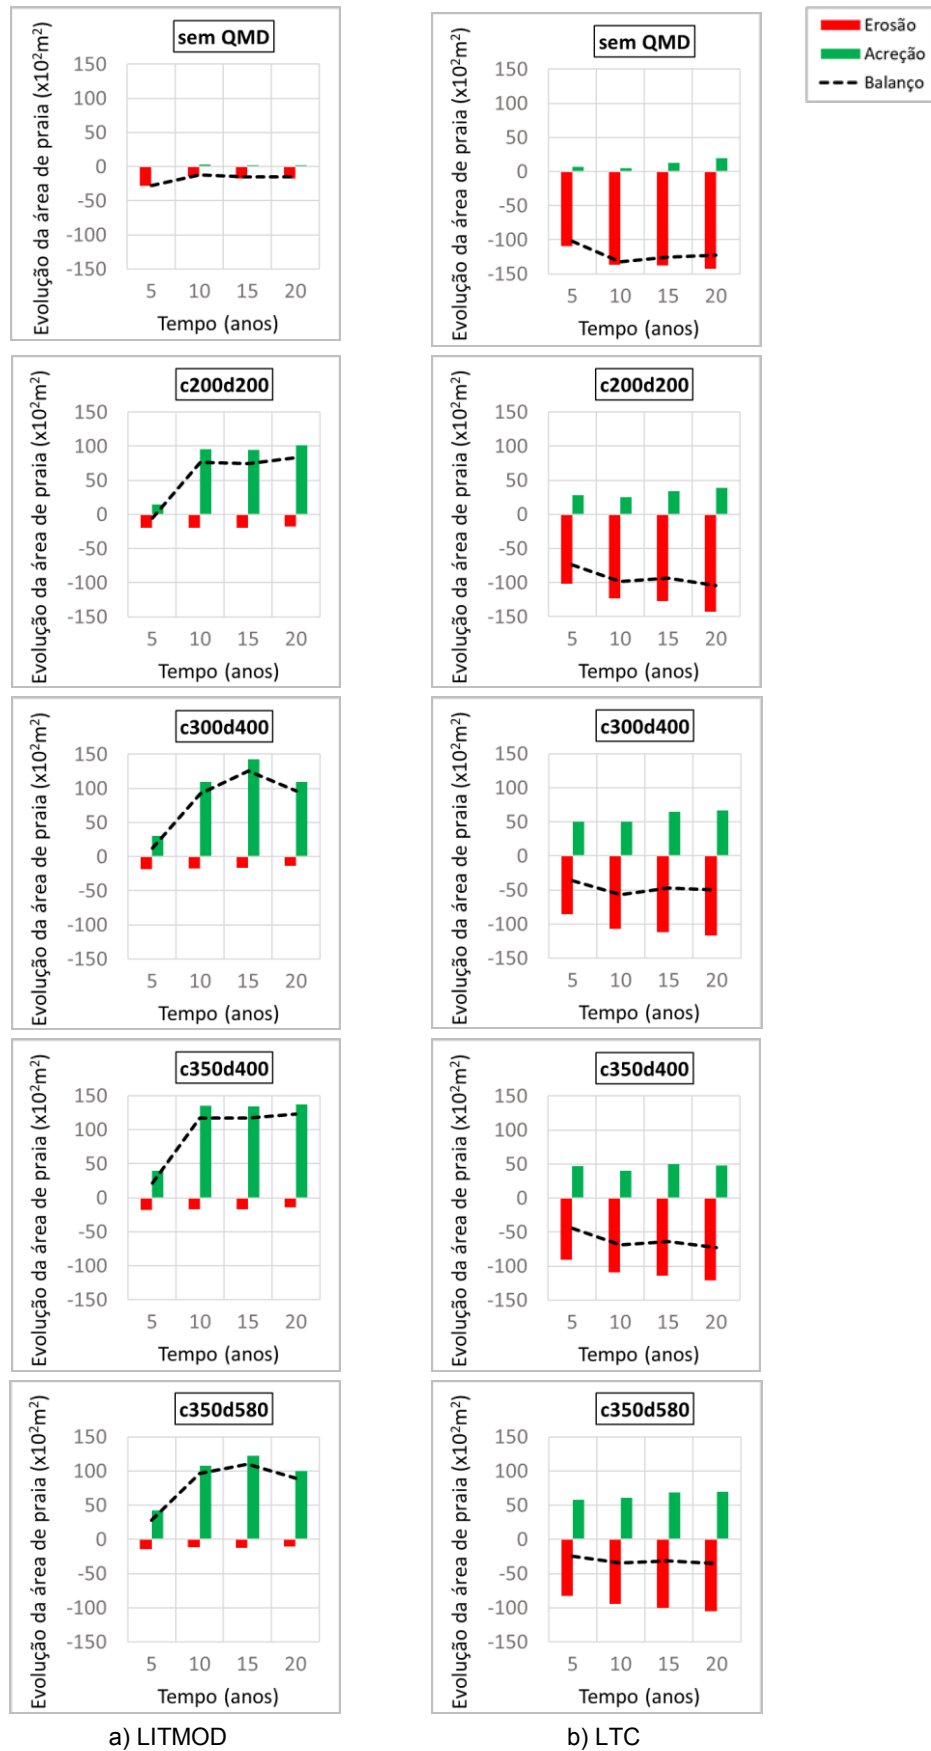 Erosão
Acreção
Balanço
sem QMD
Evolução da área de praia (x10²m²)
150
100
50
0
-50
-100
-150
5 10 15 20
Tempo (anos)
sem QMD
Evolução da área de praia (x10²m²)
150
100
50
0
-50
-100
-150
5 10 15 20
Tempo (anos)
c200d200
Evolução da área de praia (x10²m²)
150
100
50
0
-50
-100
-150
5 10 15 20
Tempo (anos)
c200d200
Evolução da área de praia (x10²m²)
150
100
50
0
-50
-100
-150
5 10 15 20
Tempo (anos)
c300d400
Evolução da área de praia (x10²m²)
150
100
50
0
-50
-100
-150
5 10 15 20
Tempo (anos)
c300d400
Evolução da área de praia (x10²m²)
150
100
50
0
-50
-100
-150
5 10 15 20
Tempo (anos)
c350d400
Evolução da área de praia (x10²m²)
150
100
50
0
-50
-100
-150
5 10 15 20
Tempo (anos)
c350d400
Evolução da área de praia (x10²m²)
150
100
50
0
-50
-100
-150
5 10 15 20
Tempo (anos)
c350d580
Evolução da área de praia (x10²m²)
150
100
50
0
-50
-100
-150
5 10 15 20
Tempo (anos)
c350d580
Evolução da área de praia (x10²m²)
150
100
50
0
-50
-100
-150
5 10 15 20
Tempo (anos)
a) LITMOD
b) LTC